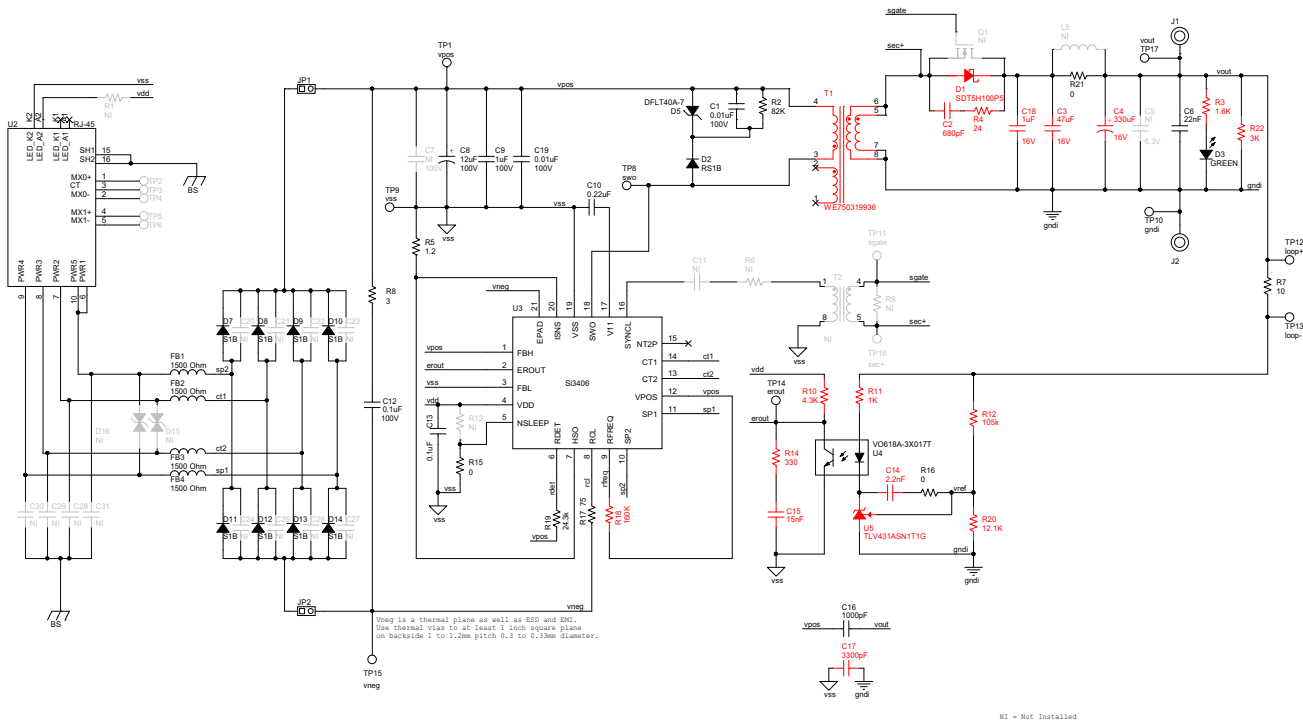 sgate
sec+
Q1
NI
L5
NI
J1
vout
TP17
vout
D1
SDT5H100P5
C2
680pF
R4
24
R21
0
C18
1uF
16V
C3
47uF
16V
C4
330uF
16V
C5
NI
6.3V
C6
22nF
R3
1.6K
R22
3K
D3
GREEN
gndi
gndi
TP10
gndi
J2
TP12
loop+
R7
10
TP13
loop-
TP1
vpos
JP1
vpos
DFLT40A-7
D5
C1
0.01uF
100V
R2
82K
T1
4
3
2
1
6
5
7
8
WE750319936
D2
RS1B
TP8
swo
C7
NI
100V
C8
12uF
100V
C9
1uF
100V
C19
0.01uF
100V
C10
0.22uF
TP9
vss
vss
vss
R5
1.2
R8
3
C12
0.1uF
100V
vss
vdd
R1
NI
U2
RJ-45
K2
A2
K1
A1
LED_K2
LED_A2
LED_K1
LED_A1
SH1
SH2
15
16
BS
MX0+
CT
MX0-
1
3
2
TP2
TP3
TP4
MX1+
MX1-
4
5
TP5
TP6
PWR4
PWR3
PWR2
PWR5
PWR1
9
8
7
10
6
D7
S1B
C20
NI
D8
S1B
C21
NI
D9
S1B
C22
NI
D10
S1B
C23
NI
FB1
1500 Ohm
sp2
FB2
1500 Ohm
ct1
D16
NI
D15
NI
ct2
FB3
1500 Ohm
sp1
FB4
1500 Ohm
C30
NI
C29
NI
C28
NI
C31
NI
D11
S1B
C24
NI
D12
S1B
C25
NI
D13
S1B
C26
NI
D14
S1B
C27
NI
BS
JP2
vneg
Vneg is a thermal plane as well as ESD and EMI.
Use thermal vias to at least 1 inch square plane
on backside 1 to 1.2mm pitch 0.3 to 0.33mm diameter.
TP15
vneg
vneg
U3
21
20
19
18
17
16
EPAD
ISNS
VSS
SWO
V11
SYNCL
Si3406
vpos
1
FBH
erout
2
EROUT
vss
3
FBL
vdd
4
VDD
5
NSLEEP
NT2P
15
CT1
14
ct1
CT2
13
ct2
VPOS
12
vpos
SP1
11
sp1
RDET
HSO
RCL
RFREQ
SP2
6
7
8
9
10
C13
0.1uF
R13
NI
R15
0
vss
vss
rdet
R19
24.3k
vpos
rcl
R17
75
rfreq
R18
160K
sp2
C11
NI
R6
NI
TP11
sgate
T2
1
4
8
5
NI
sgate
R9
NI
sec+
TP16
sec+
vss
vdd
TP14
erout
erout
R10
4.3K
R11
1K
R14
330
C15
15nF
vss
VO618A-3X017T
U4
C14
2.2nF
R16
0
vref
U5
TLV431ASN1T1G
R12
105k
R20
12.1K
gndi
gndi
C16
1000pF
vpos
vout
C17
3300pF
vss
gndi
NI = Not Installed